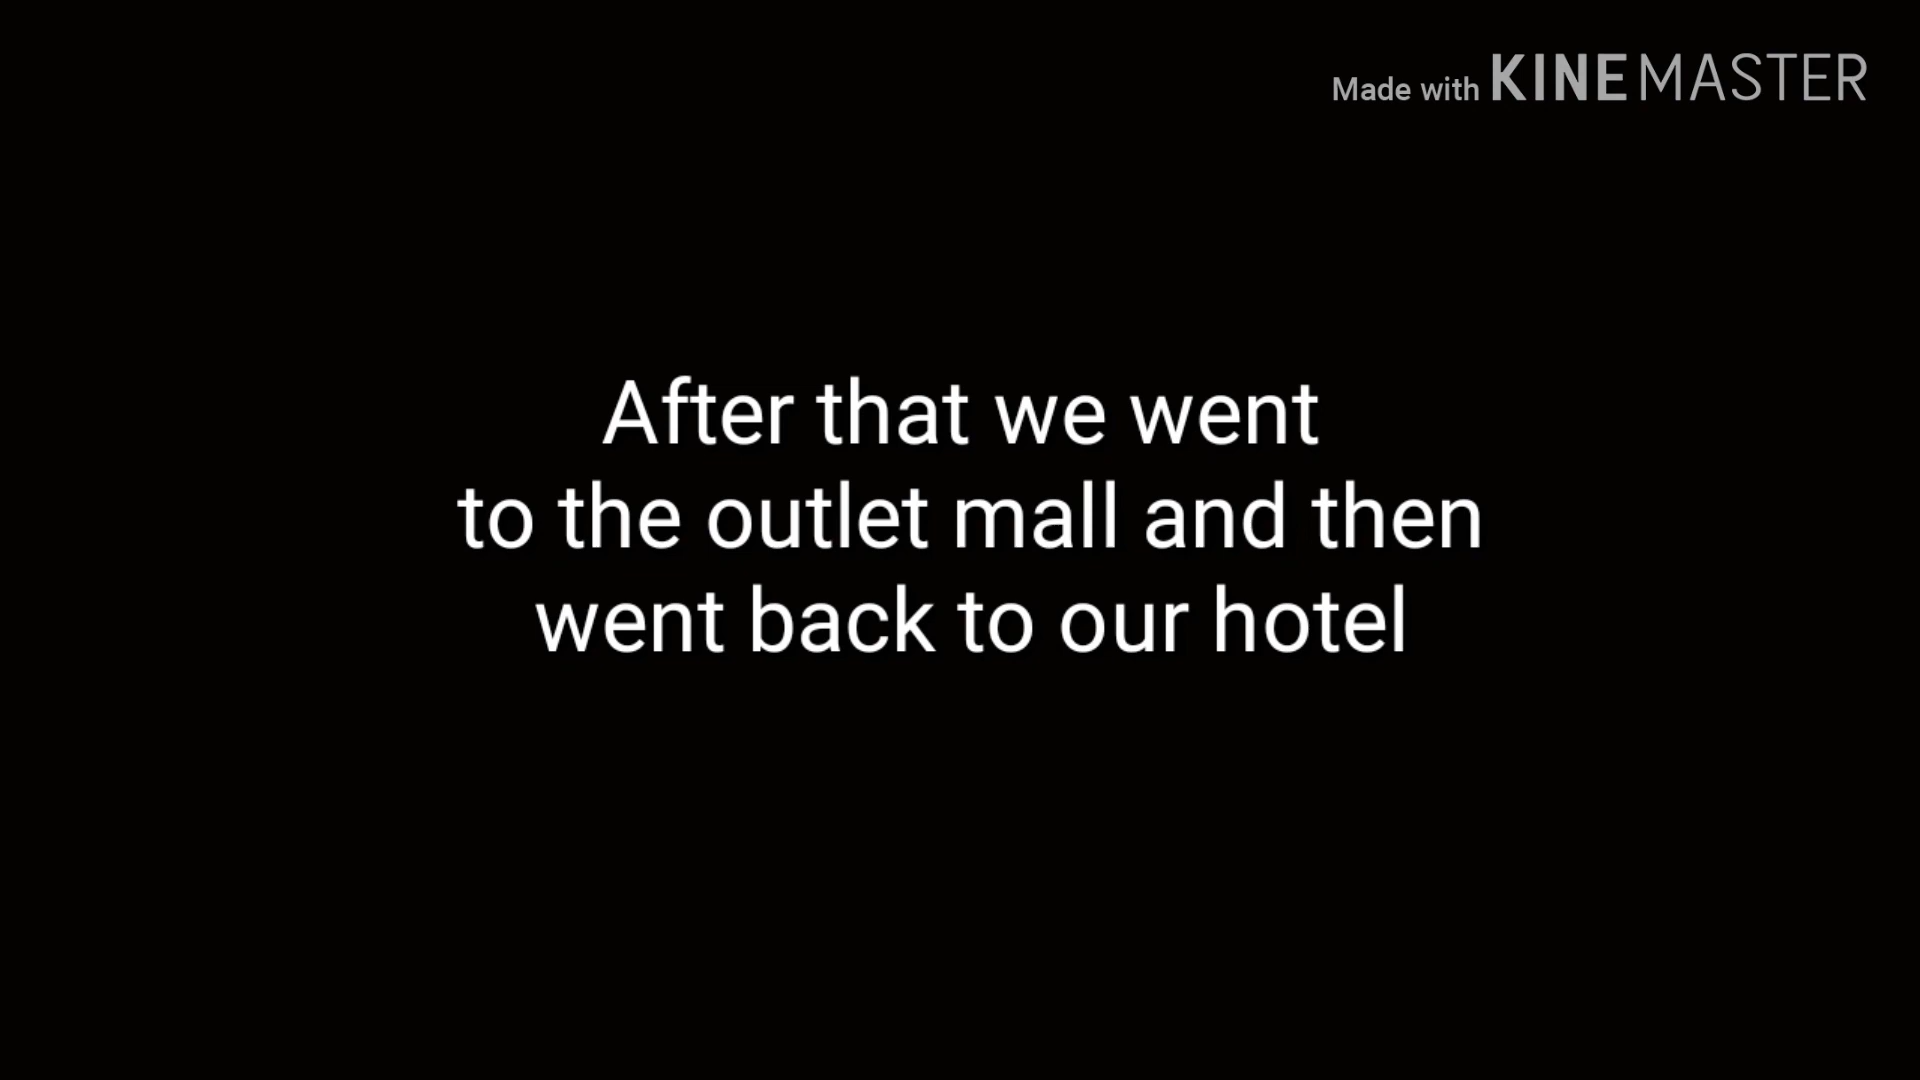 Made with KINEMASTER
After that we went
to the outlet mall and then
went back to our hotel